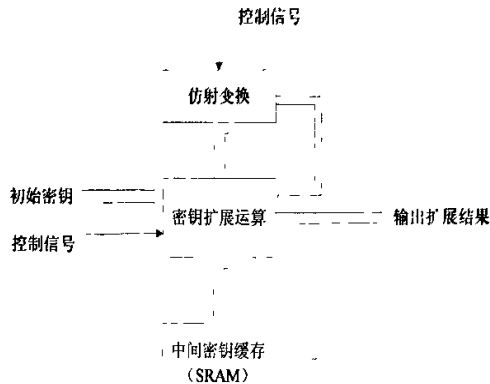 控制信号
仿射变换
初始密钥
密钥扩展运算
输出扩展结果
控制信号
中间密钥缓存
（SRAM）